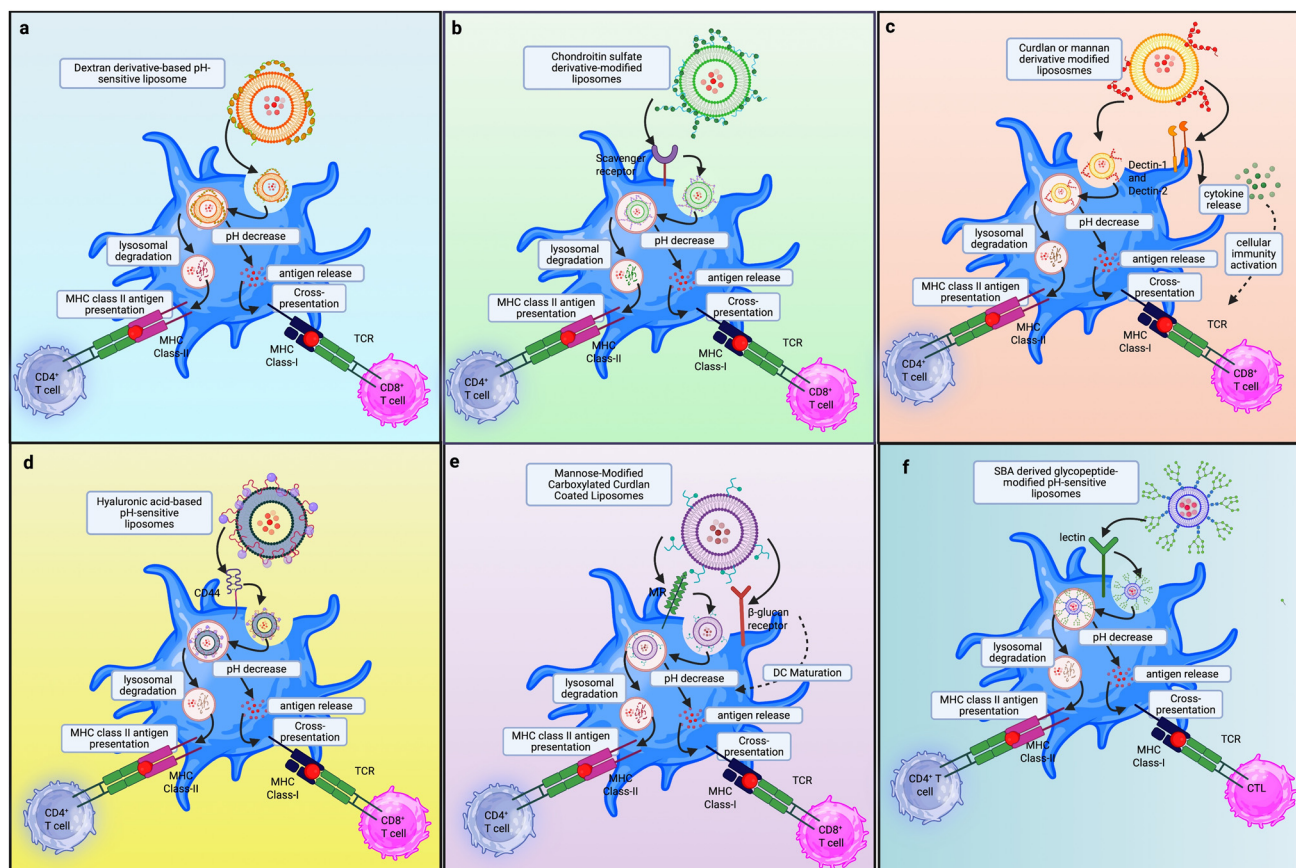 a
Dextran derivative-based pH-
sensitive liposome
pH decrease
lysosomal
degradation
antigen release
MHC class II antigen
presentation
Cross-
presentation
MHC
Class-II
MHC
Class-I
TCR
CD4+
T cell
CD8+
T cell
b
Chondroitin sulfate
derivative-modified
liposomes
Scavenger
receptor
pH decrease
lysosomal
degradation
antigen release
MHC class II antigen
presentation
Cross-
presentation
MHC
Class-II
MHC
Class-I
TCR
CD4+
T cell
CD8+
T cell
c
Curdlan or mannan
derivative modified
lipososmes
Dectin-1
and
Dectin-2
cytokine
release
pH decrease
lysosomal
degradation
cellular
immunity
activation
antigen release
MHC class II antigen
presentation
Cross-
presentation
MHC
Class-II
MHC
Class-I
TCR
CD4+
T cell
CD8+
T cell
d
Hyaluronic acid-based
pH-sensitive
liposomes
CD44
pH decrease
lysosomal
degradation
antigen release
MHC class II antigen
presentation
Cross-
presentation
MHC
Class-II
MHC
Class-I
TCR
CD4+
T cell
CD8+
T cell
e
Mannose-Modified
Carboxylated Curdlan
Coated Liposomes
MR
β-glucan
receptor
DC Maturation
pH decrease
lysosomal
degradation
antigen release
MHC class II antigen
presentation
Cross-
presentation
MHC
Class-II
MHC
Class-I
TCR
CD4+
T cell
CD8+
T cell
f
SBA derived glycopeptide-
modified pH-sensitive
liposomes
lectin
pH decrease
lysosomal
degradation
antigen release
MHC class II antigen
presentation
Cross-
presentation
MHC
Class-II
MHC
Class-I
TCR
CD4+ T
cell
CTL